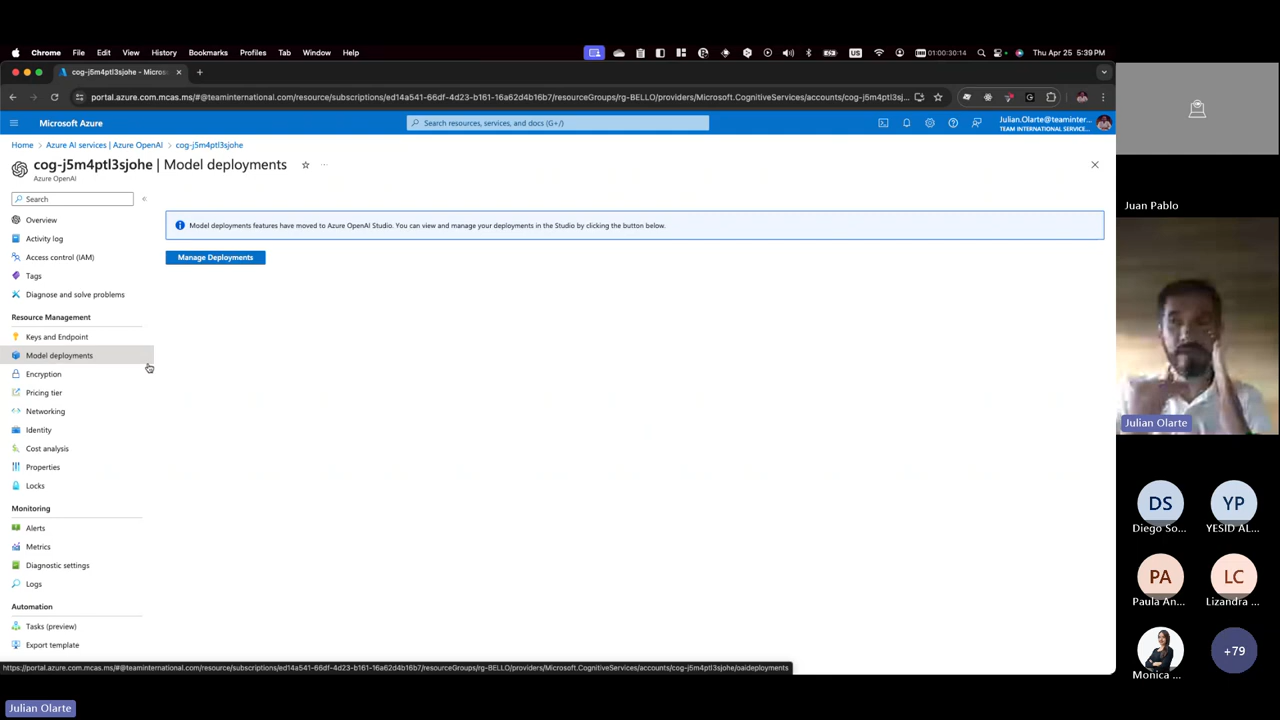 Chrome File Edit View History Bookmarks Profiles Tab Window Help
US 01:00:30:14 Thu Apr 25 5:39 PM
cog-j5m4ptl3sjohe - Micros
portal.azure.com.mcas.ms/#@teaminternational.com/resource/subscriptions/ed14a541-66df-4d23-b161-16a62d4b16b7/resourceGroups/rg-BELLO/providers/Microsoft.CognitiveServices/accounts/cog-j5m4ptl3sjohe/o...
Microsoft Azure
Search resources, services, and docs (G+/)
Julian.Olarte@teaminter...
TEAM INTERNATIONAL SERVICE...
Home > Azure AI services | Azure OpenAI > cog-j5m4ptl3sjohe
cog-j5m4ptl3sjohe | Model deployments
Azure OpenAI
Search
Overview
Activity log
Access control (IAM)
Tags
Diagnose and solve problems
Resource Management
Keys and Endpoint
Model deployments
Encryption
Pricing tier
Networking
Identity
Cost analysis
Properties
Locks
Monitoring
Alerts
Metrics
Diagnostic settings
Logs
Automation
Tasks (preview)
Export template
Model deployments features have moved to Azure OpenAI Studio. You can view and manage your deployments in the Studio by clicking the button below.
Manage Deployments
https://portal.azure.com.mcas.ms/#@teaminternational.com/resource/subscriptions/ed14a541-66df-4d23-b161-16a62d4b16b7/resourceGroups/rg-BELLO/providers/Microsoft.CognitiveServices/accounts/cog-j5m4ptl3sjohe/oaideployments
Juan Pablo
Julian Olarte
DS
Diego So...
YP
YESID AL...
PA
Paula An...
LC
Lizandra ...
Monica ...
+79
Julian Olarte